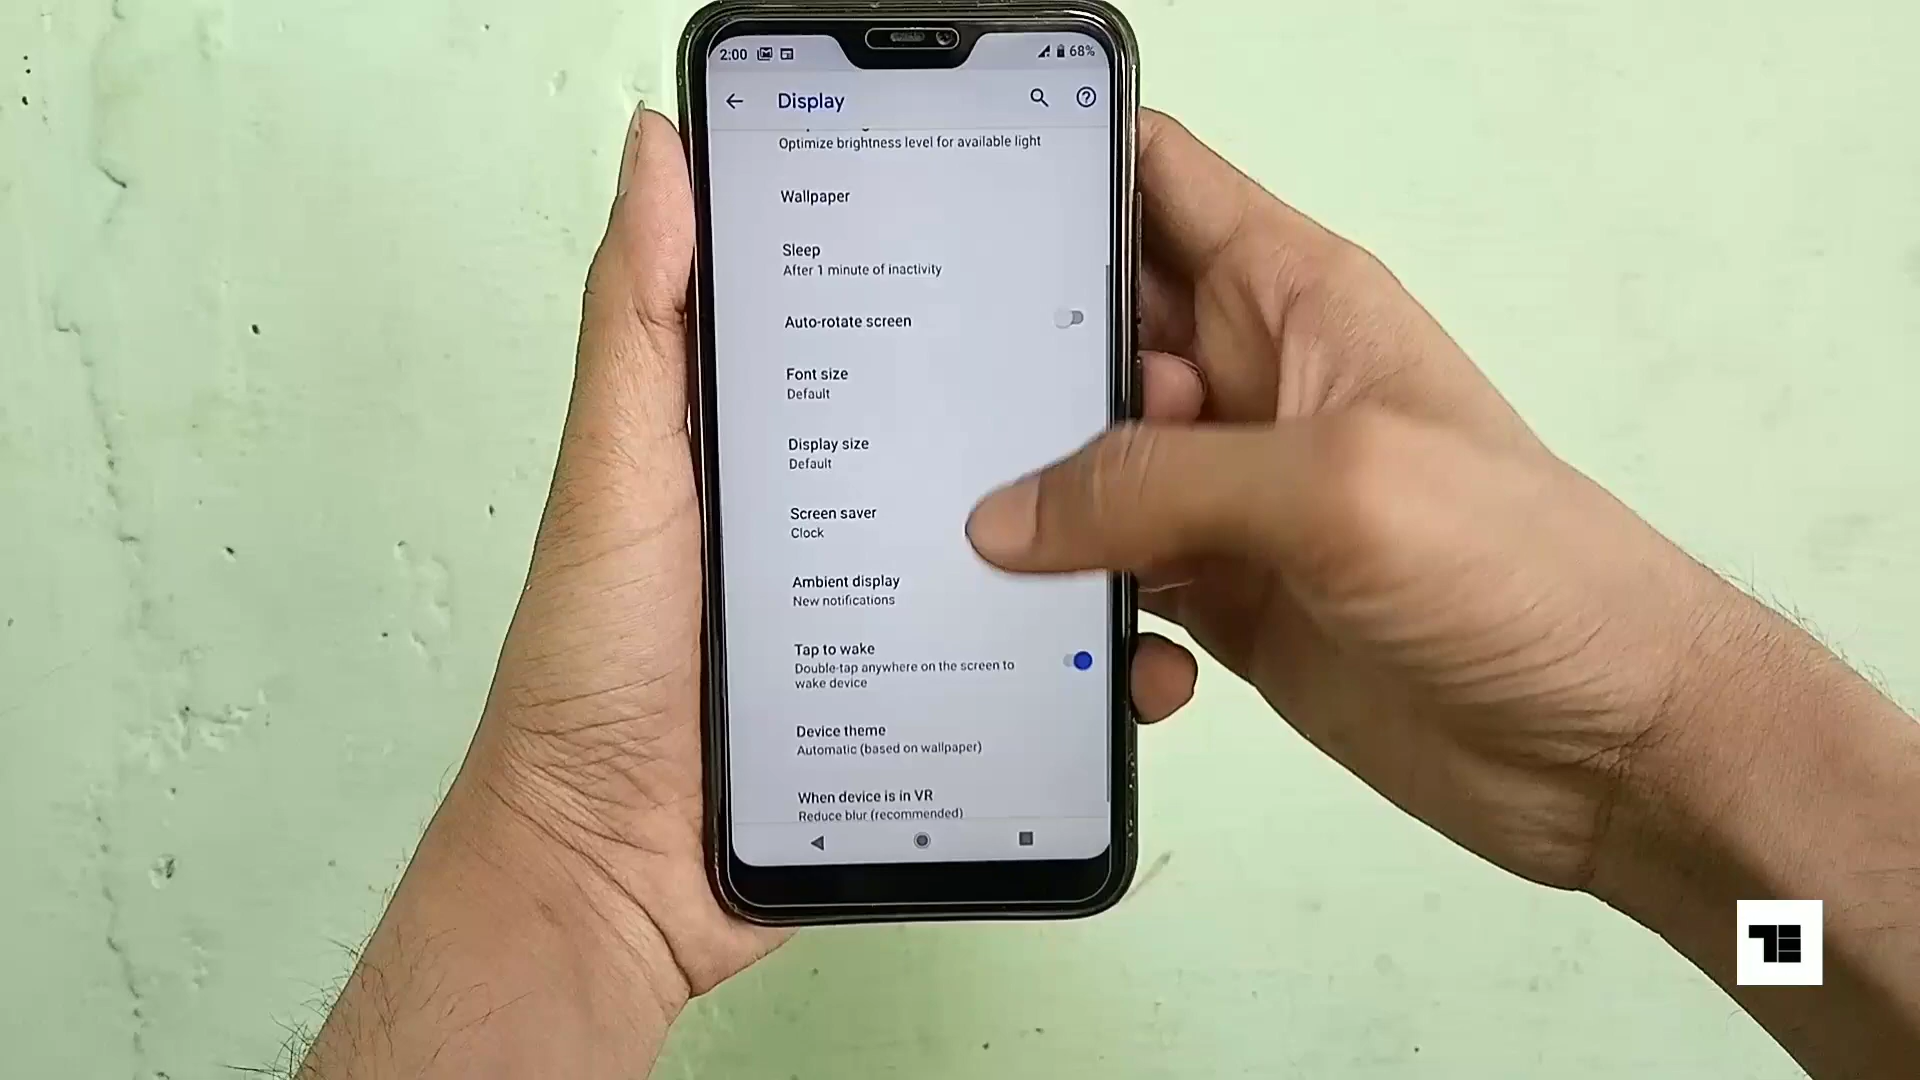 2:00
68%
Display
Optimize brightness level for available light
Wallpaper
Sleep
After 1 minute of inactivity
Auto-rotate screen
Font size
Default
Display size
Default
Screen saver
Clock
Ambient display
New notifications
Tap to wake
Double-tap anywhere on the screen to
wake device
Device theme
Automatic (based on wallpaper)
When device is in VR
Reduce blur (recommended)